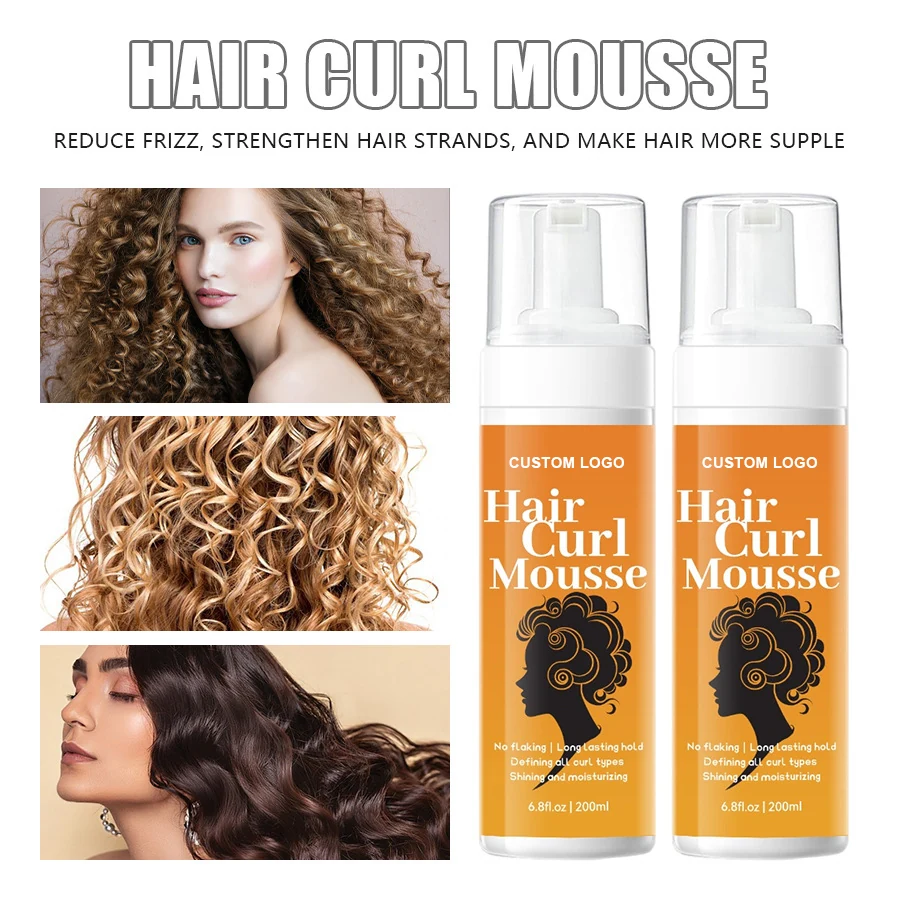 HAIR CURL MOUSSE
REDUCE FRIZZ, STRENGTHEN HAIR STRANDS, AND MAKE HAIR MORE SUPPLE
CUSTOM LOGO
Hair
Curl
Mousse
No flaking | Long lasting hold
Defining all curl types
Shining and moisturizing
6.8fl.oz | 200ml
CUSTOM LOGO
Hair
Curl
Mousse
No flaking | Long lasting hold
Defining all curl types
Shining and moisturizing
6.8fl.oz | 200ml